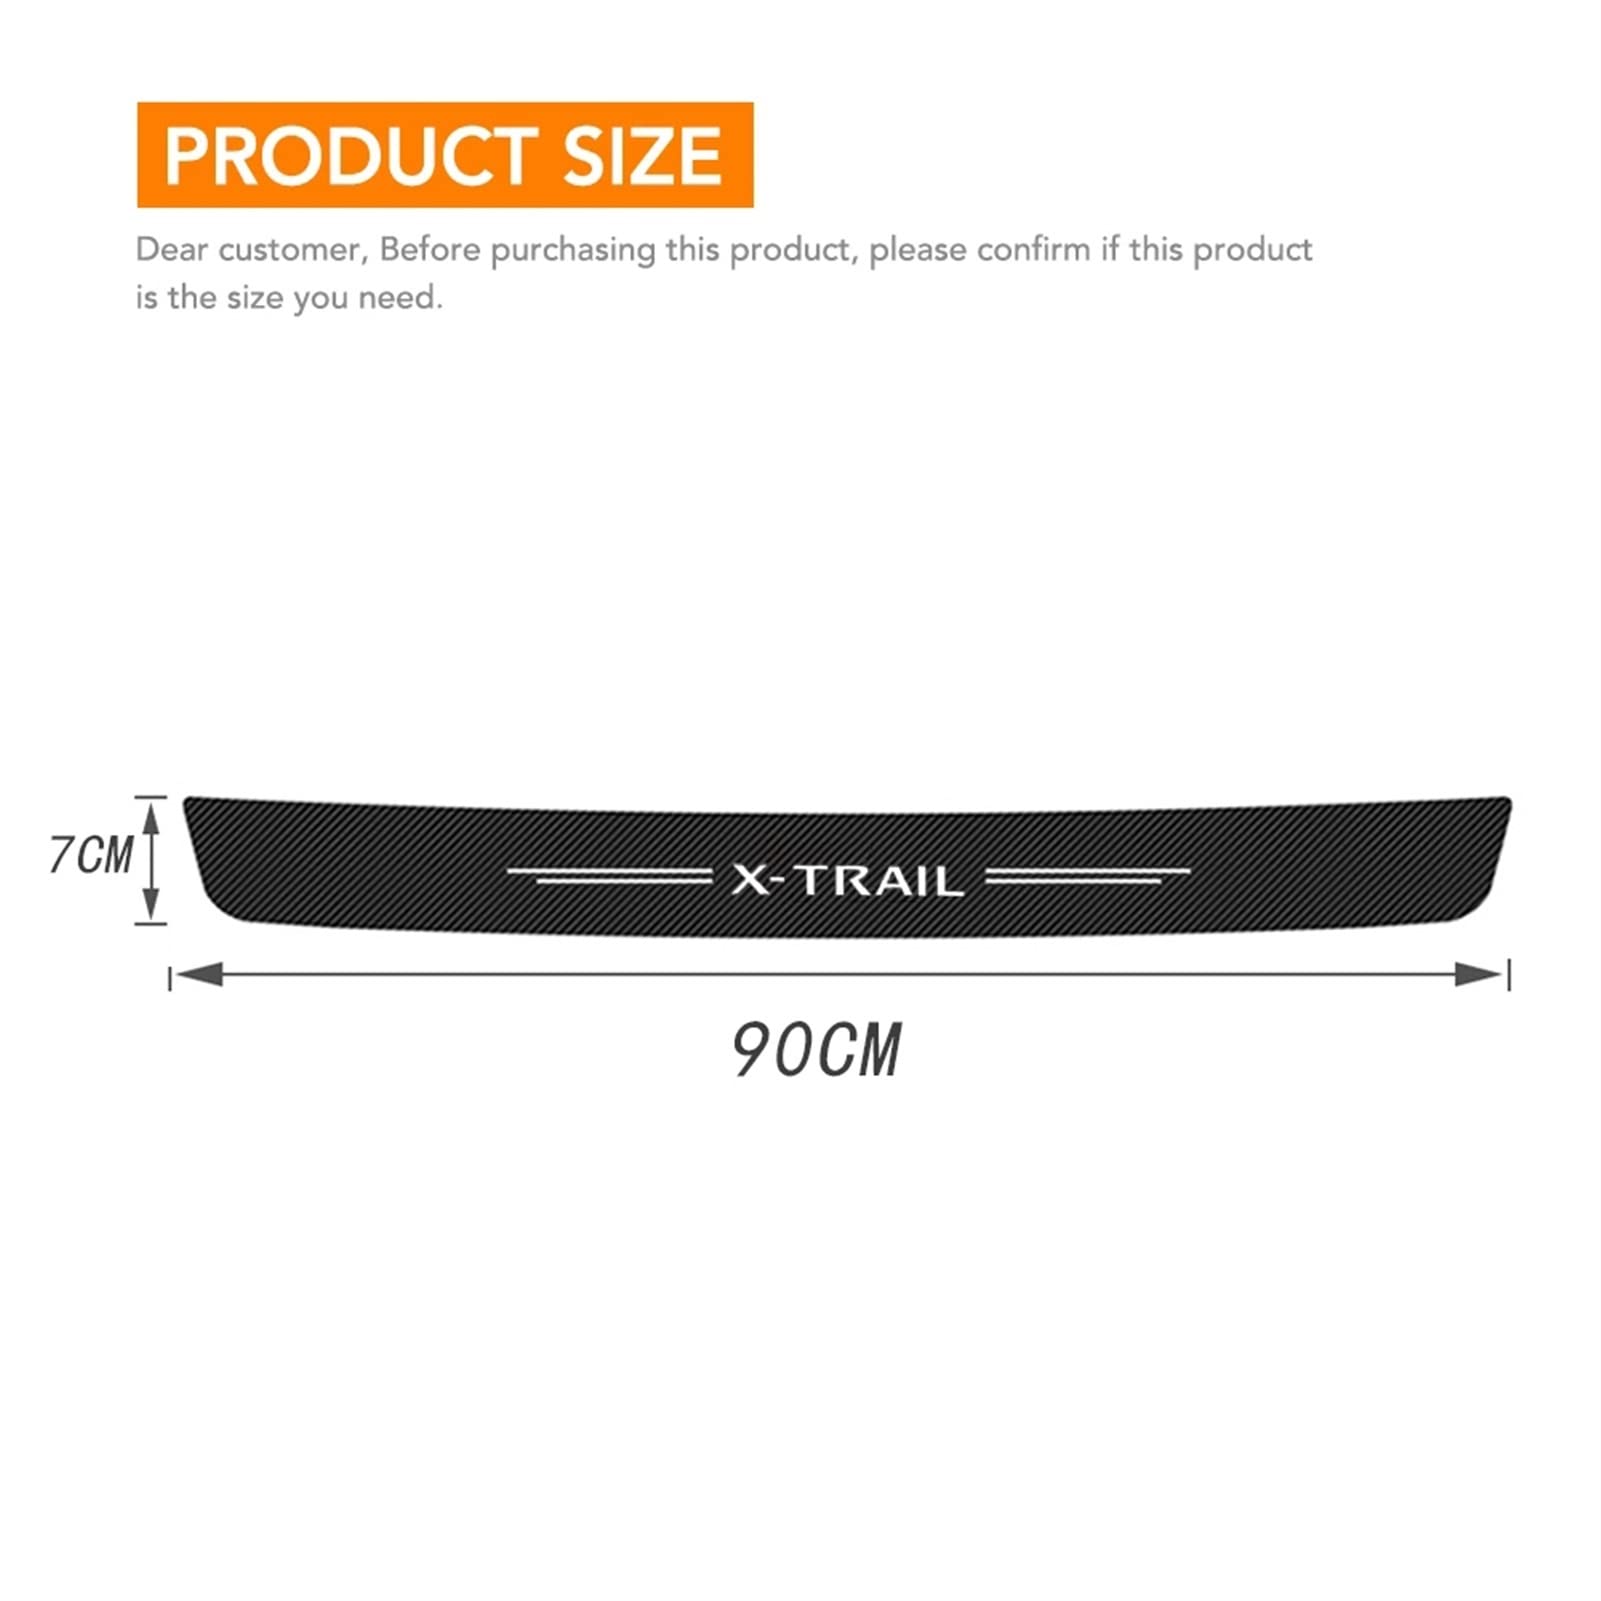 PRODUCT SIZE
Dear customer, Before purchasing this product, please confirm if this product
is the size you need.
7CM
X-TRAIL
90CM